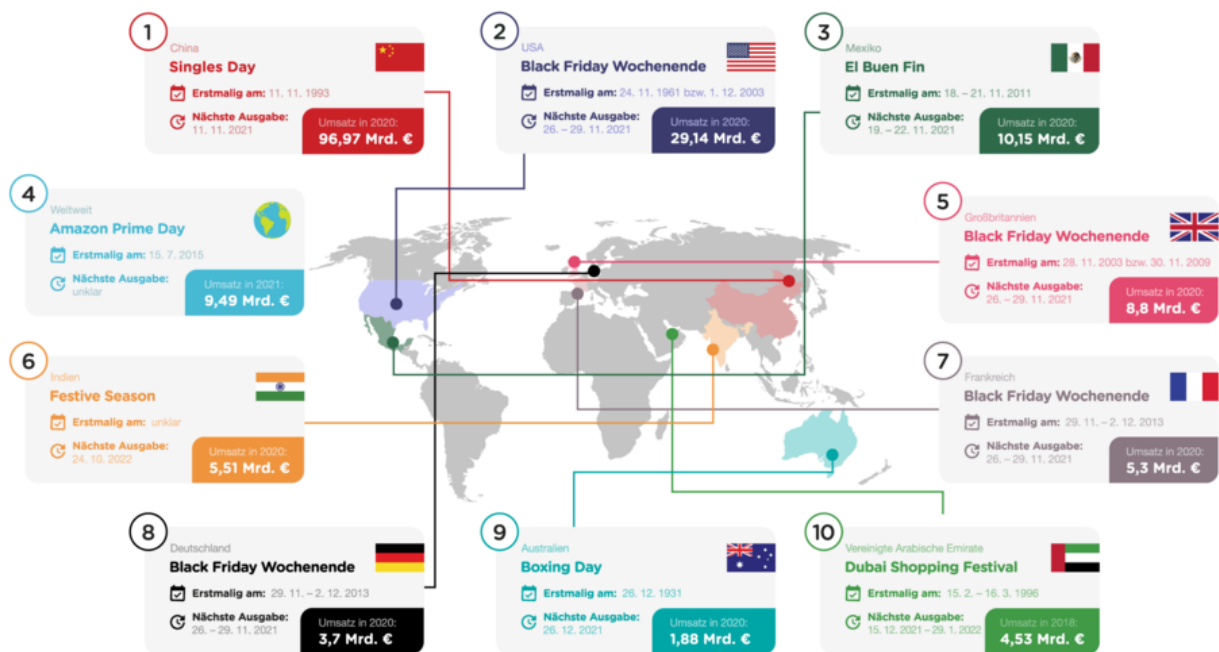 1
China
Singles Day
Erstmalig am: 11. 11. 1993
Nächste Ausgabe:
11. 11. 2021
Umsatz in 2020:
96,97 Mrd. €
2
USA
Black Friday Wochenende
Erstmalig am: 24. 11. 1961 bzw. 1. 12. 2003
Nächste Ausgabe:
26. – 29. 11. 2021
Umsatz in 2020:
29,14 Mrd. €
3
Mexiko
El Buen Fin
Erstmalig am: 18. – 21. 11. 2011
Nächste Ausgabe:
19. – 22. 11. 2021
Umsatz in 2020:
10,15 Mrd. €
4
Weltweit
Amazon Prime Day
Erstmalig am: 15. 7. 2015
Nächste Ausgabe:
unklar
Umsatz in 2021:
9,49 Mrd. €
5
Großbritannien
Black Friday Wochenende
Erstmalig am: 28. 11. 2003 bzw. 30. 11. 2009
Nächste Ausgabe:
26. – 29. 11. 2021
Umsatz in 2020:
8,8 Mrd. €
6
Indien
Festive Season
Erstmalig am: unklar
Nächste Ausgabe:
24. 10. 2022
Umsatz in 2020:
5,51 Mrd. €
7
Frankreich
Black Friday Wochenende
Erstmalig am: 29. 11. – 2. 12. 2013
Nächste Ausgabe:
26. – 29. 11. 2021
Umsatz in 2020:
5,3 Mrd. €
8
Deutschland
Black Friday Wochenende
Erstmalig am: 29. 11. – 2. 12. 2013
Nächste Ausgabe:
26. – 29. 11. 2021
Umsatz in 2020:
3,7 Mrd. €
9
Australien
Boxing Day
Erstmalig am: 26. 12. 1931
Nächste Ausgabe:
26. 12. 2021
Umsatz in 2020:
1,88 Mrd. €
10
Vereinigte Arabische Emirate
Dubai Shopping Festival
Erstmalig am: 15. 2. – 16. 3. 1996
Nächste Ausgabe:
15. 12. 2021 – 29. 1. 2022
Umsatz in 2018:
4,53 Mrd. €